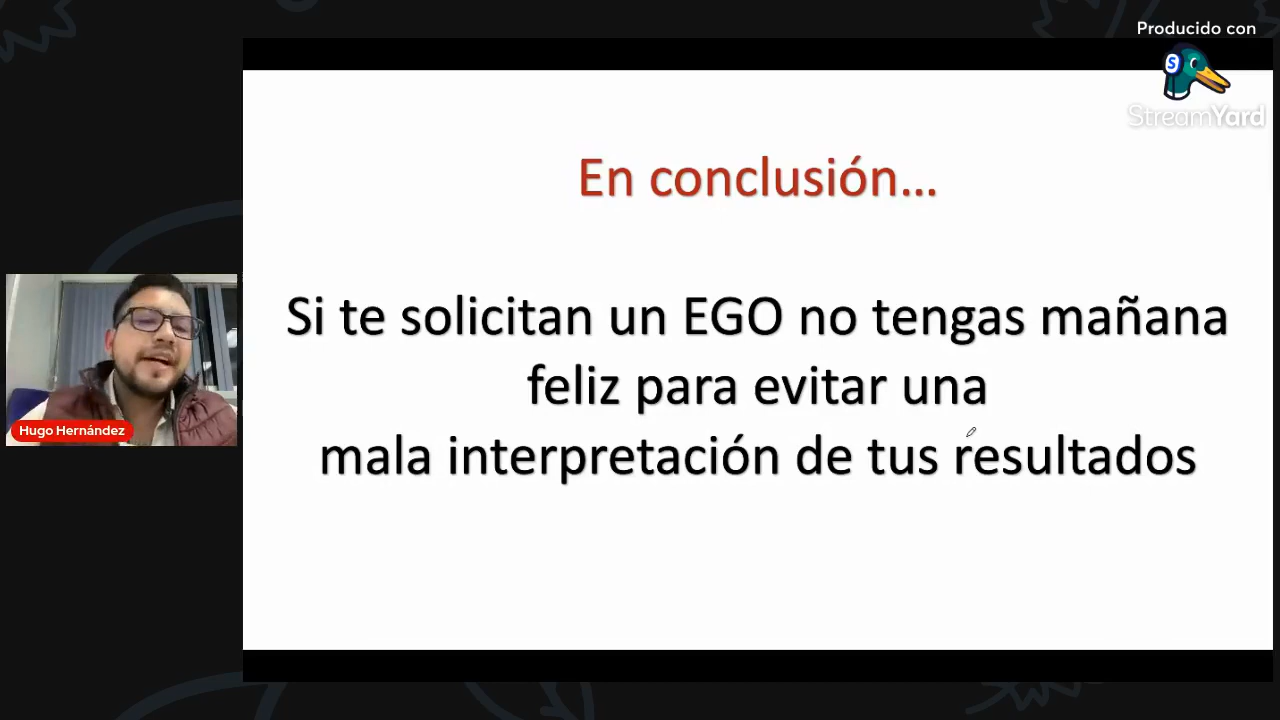 Producido con
StreamYard
En conclusión...
Si te solicitan un EGO no tengas mañana
feliz para evitar una
mala interpretación de tus resultados
Hugo Hernández